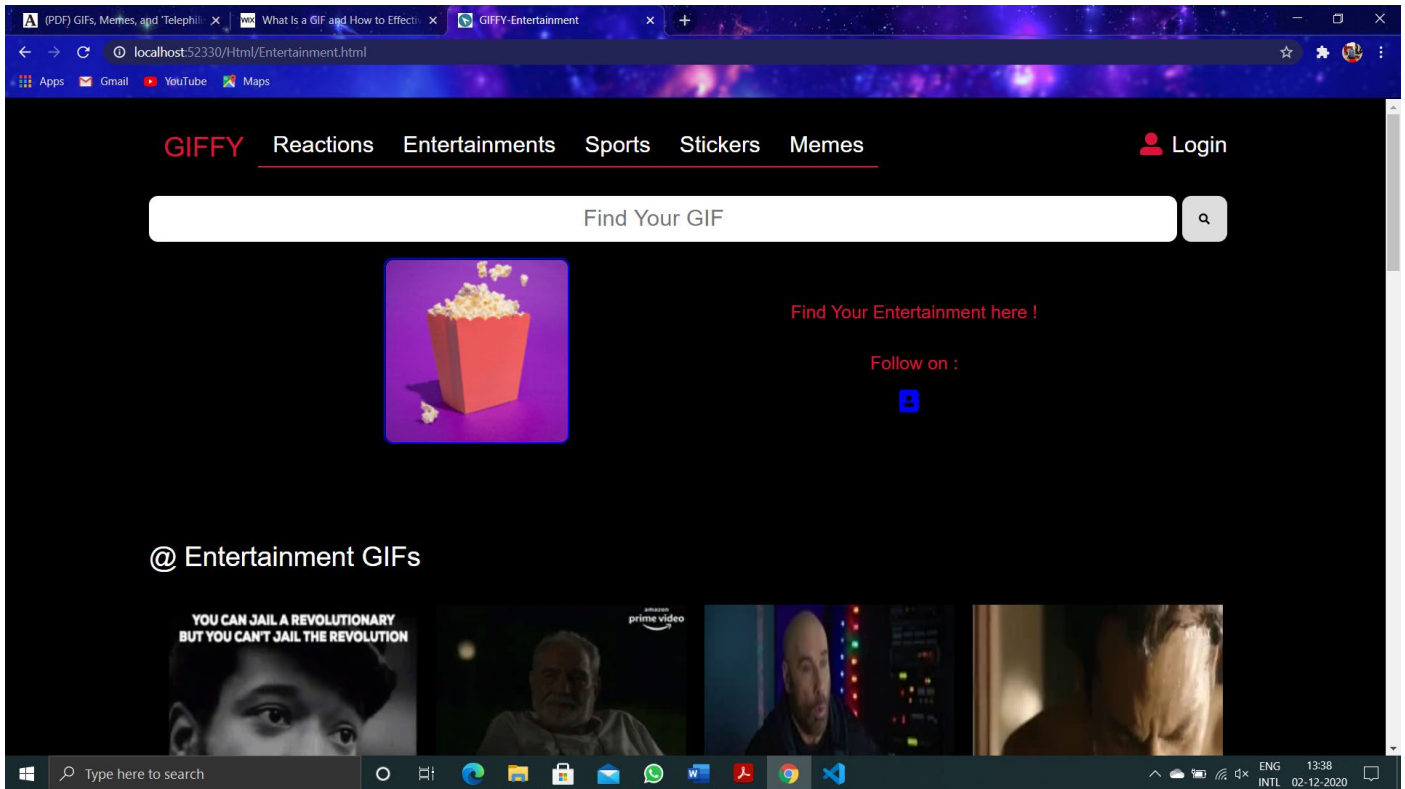 (PDF) GIFs, Memes, and 'Telephili
What Is a GIF and How to Effectiv
GIFFY-Entertainment
localhost:52330/Html/Entertainment.html
Apps Gmail YouTube Maps
GIFFY Reactions Entertainments Sports Stickers Memes Login
Find Your GIF
Find Your Entertainment here !
Follow on :
@ Entertainment GIFs
YOU CAN JAIL A REVOLUTIONARY
BUT YOU CAN'T JAIL THE REVOLUTION
amazon
prime video
Type here to search
ENG 13:38
INTL 02-12-2020